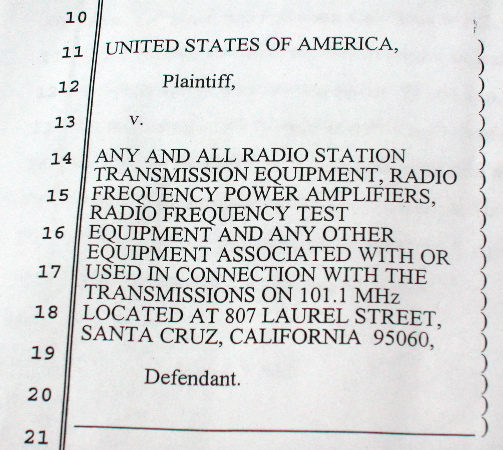 10
11 UNITED STATES OF AMERICA, )
12 Plaintiff, )
13 v. )
14 ANY AND ALL RADIO STATION )
TRANSMISSION EQUIPMENT, RADIO )
15 FREQUENCY POWER AMPLIFIERS, )
RADIO FREQUENCY TEST )
16 EQUIPMENT AND ANY OTHER )
EQUIPMENT ASSOCIATED WITH OR )
17 USED IN CONNECTION WITH THE )
TRANSMISSIONS ON 101.1 MHz )
18 LOCATED AT 807 LAUREL STREET, )
SANTA CRUZ, CALIFORNIA 95060, )
19
Defendant. )
20
21